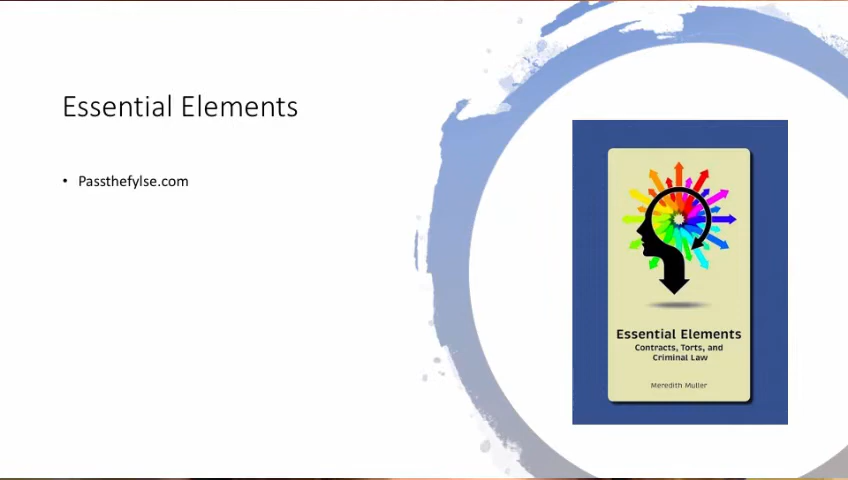 Essential Elements
• Passthefylse.com
Essential Elements
Contracts, Torts, and
Criminal Law
Meredith Muller